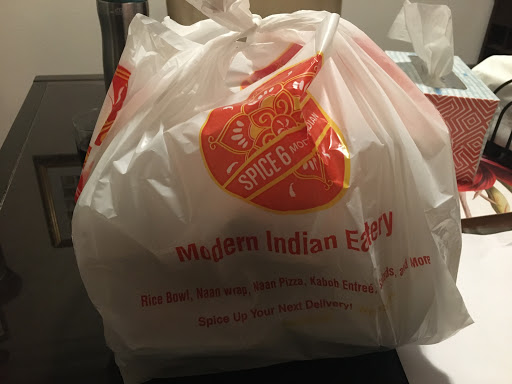 SPICE 6
Modern Indian Eatery
Rice Bowl, Naan wrap, Naan Pizza, Kabob Entree, and More
Spice Up Your Next Delivery!